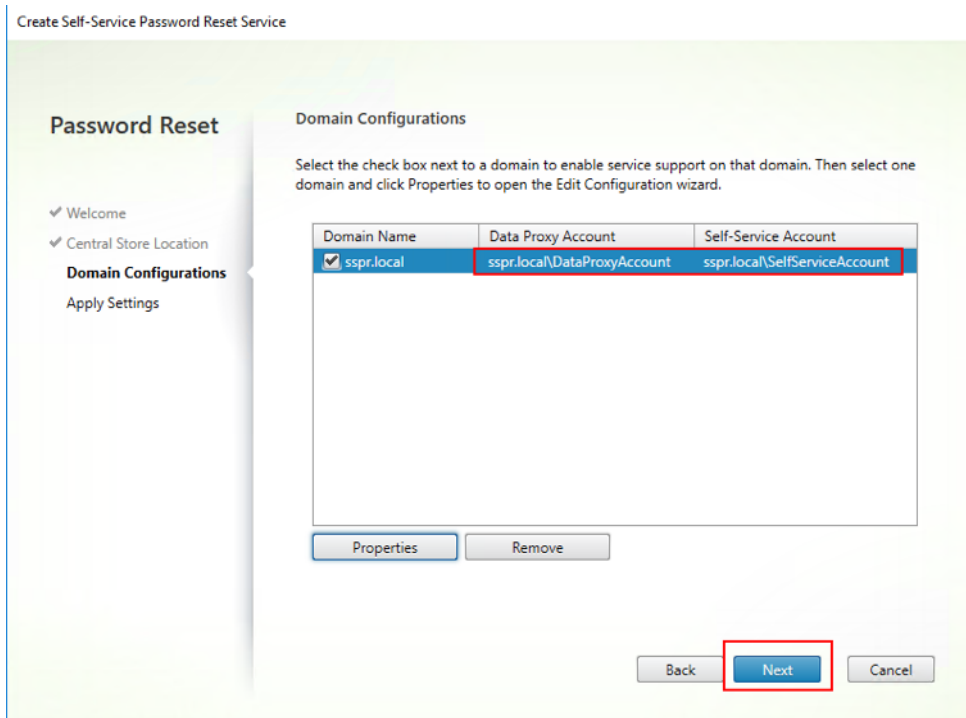 Create Self-Service Password Reset Service
Password Reset
Welcome
Central Store Location
Domain Configurations
Apply Settings
Domain Configurations
Select the check box next to a domain to enable service support on that domain. Then select one
domain and click Properties to open the Edit Configuration wizard.
Domain Name Data Proxy Account Self-Service Account
sspr.local sspr.local\DataProxyAccount sspr.local\SelfServiceAccount
Properties Remove
Back Next Cancel